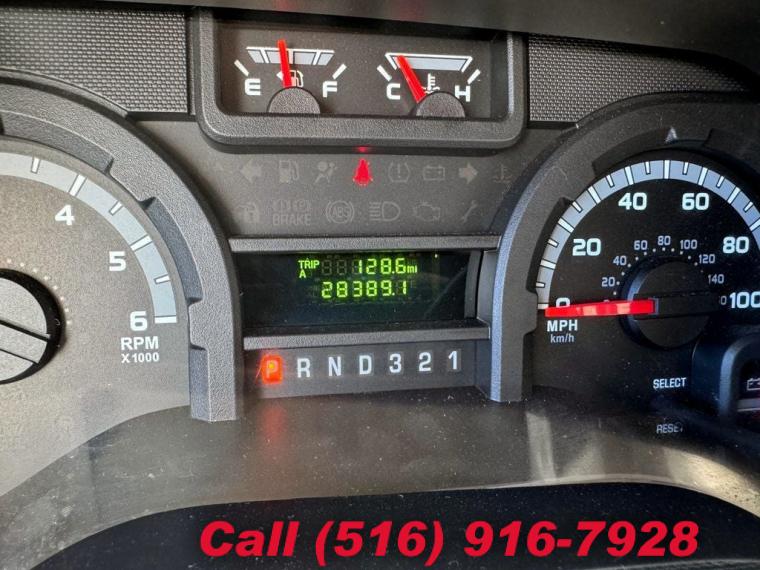 E F
C H
BRAKE
ABS
4
5
6
RPM
X1000
TRIP
A
128.6 mi
28389.1
P R N D 3 2 1
0 20 40 60 80 100
20 40 60 80 100 120 140
MPH
km/h
SELECT
RESET
Call (516) 916-7928